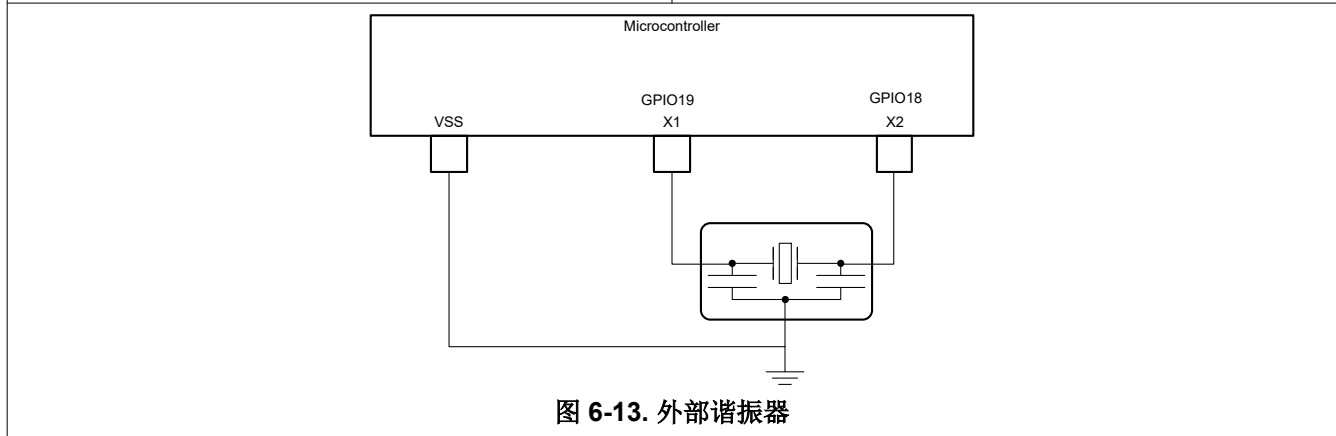 Microcontroller
GPIO19
GPIO18
VSS
X1
X2
图 6-13. 外部谐振器